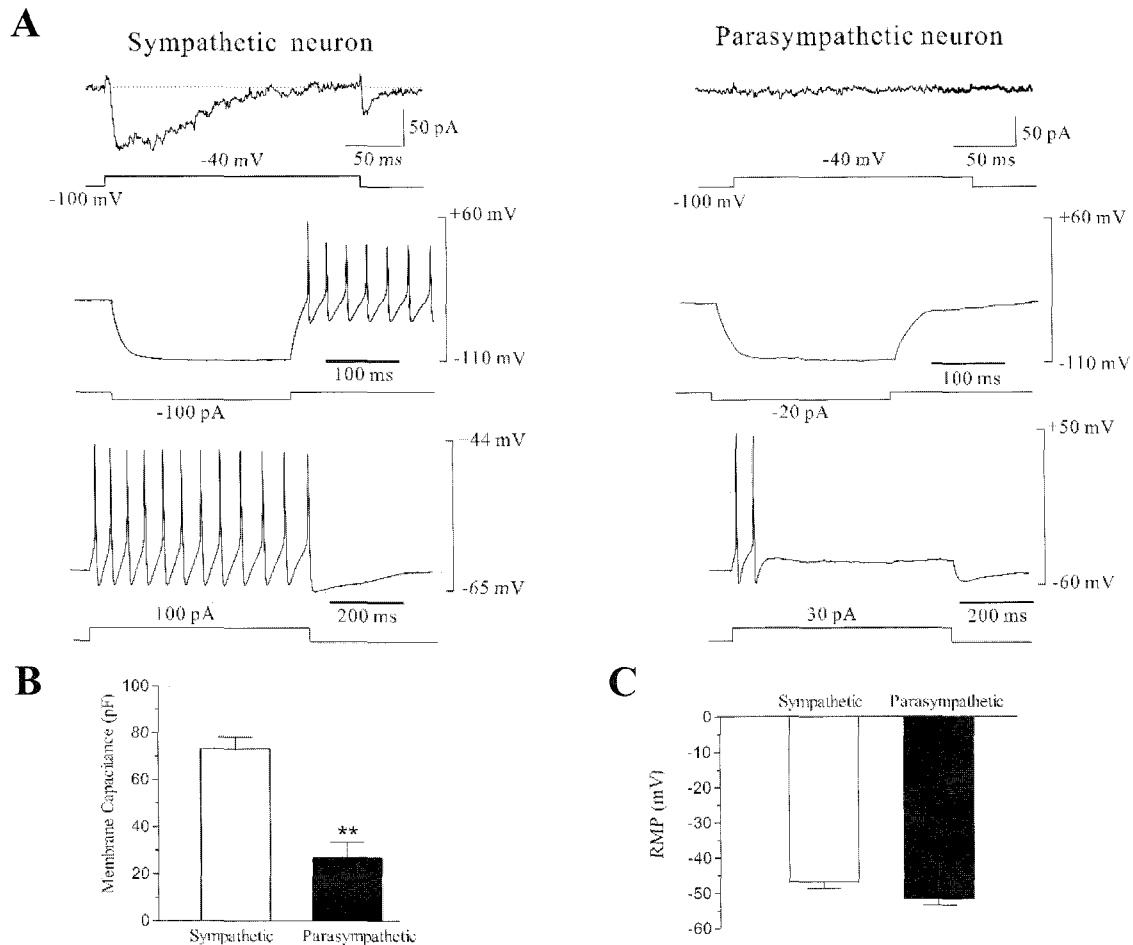 A
Sympathetic neuron
50 pA
50 ms
-40 mV
-100 mV
+60 mV
-110 mV
100 ms
-100 pA
-44 mV
-65 mV
200 ms
100 pA
Parasympathetic neuron
50 pA
50 ms
-40 mV
-100 mV
+60 mV
-110 mV
100 ms
-20 pA
+50 mV
-60 mV
200 ms
30 pA
B
Membrane Capacitance (pF)
100
80
60
40
20
0
**
Sympathetic Parasympathetic
C
Sympathetic Parasympathetic
RMP (mV)
0
-10
-20
-30
-40
-50
-60